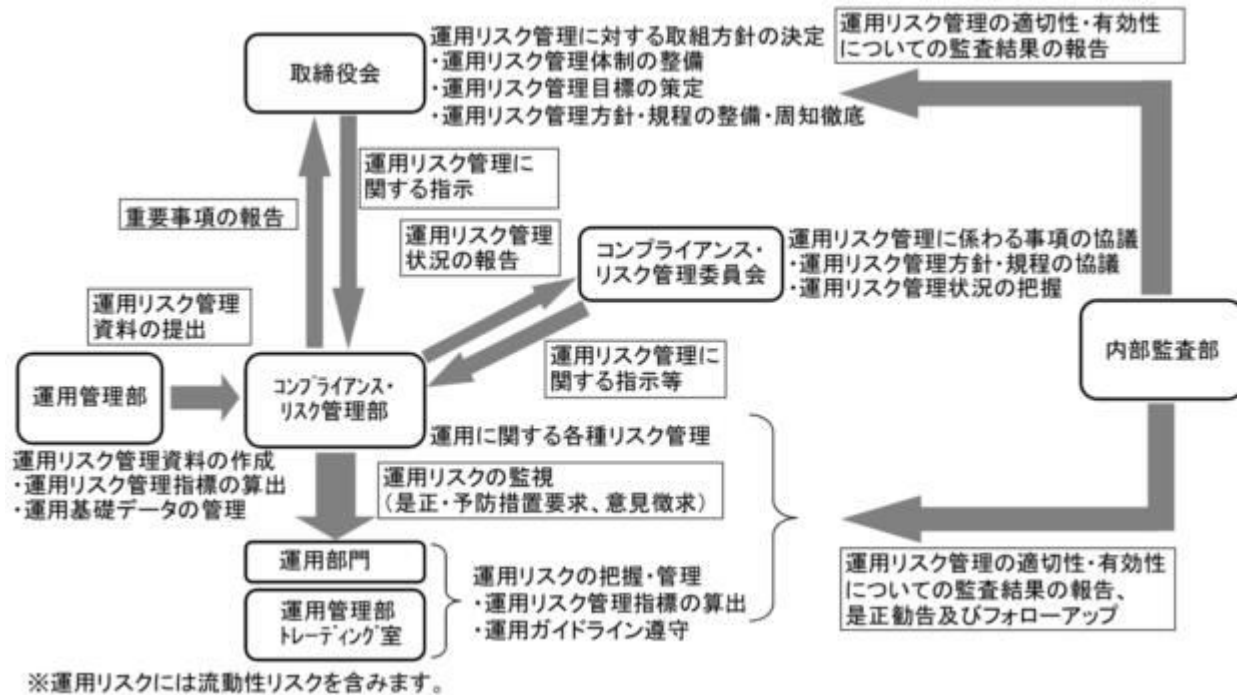 取締役会
運用リスク管理に対する取組方針の決定
・運用リスク管理体制の整備
・運用リスク管理目標の策定
・運用リスク管理方針・規程の整備・周知徹底
運用リスク管理の適切性・有効性
についての監査結果の報告
重要事項の報告
運用リスク管理に
関する指示
運用リスク管理
状況の報告
コンプライアンス・
リスク管理委員会
運用リスク管理に係わる事項の協議
・運用リスク管理方針・規程の協議
・運用リスク管理状況の把握
内部監査部
運用リスク管理
資料の提出
運用リスク管理に
関する指示等
運用管理部
コンプライアンス・
リスク管理部
運用に関する各種リスク管理
運用リスク管理資料の作成
・運用リスク管理指標の算出
・運用基礎データの管理
運用リスクの監視
(是正・予防措置要求、意見徴求)
運用部門
運用管理部
トレーディング室
運用リスクの把握・管理
・運用リスク管理指標の算出
・運用ガイドライン遵守
運用リスク管理の適切性・有効性
についての監査結果の報告、
是正勧告及びフォローアップ
※運用リスクには流動性リスクを含みます。